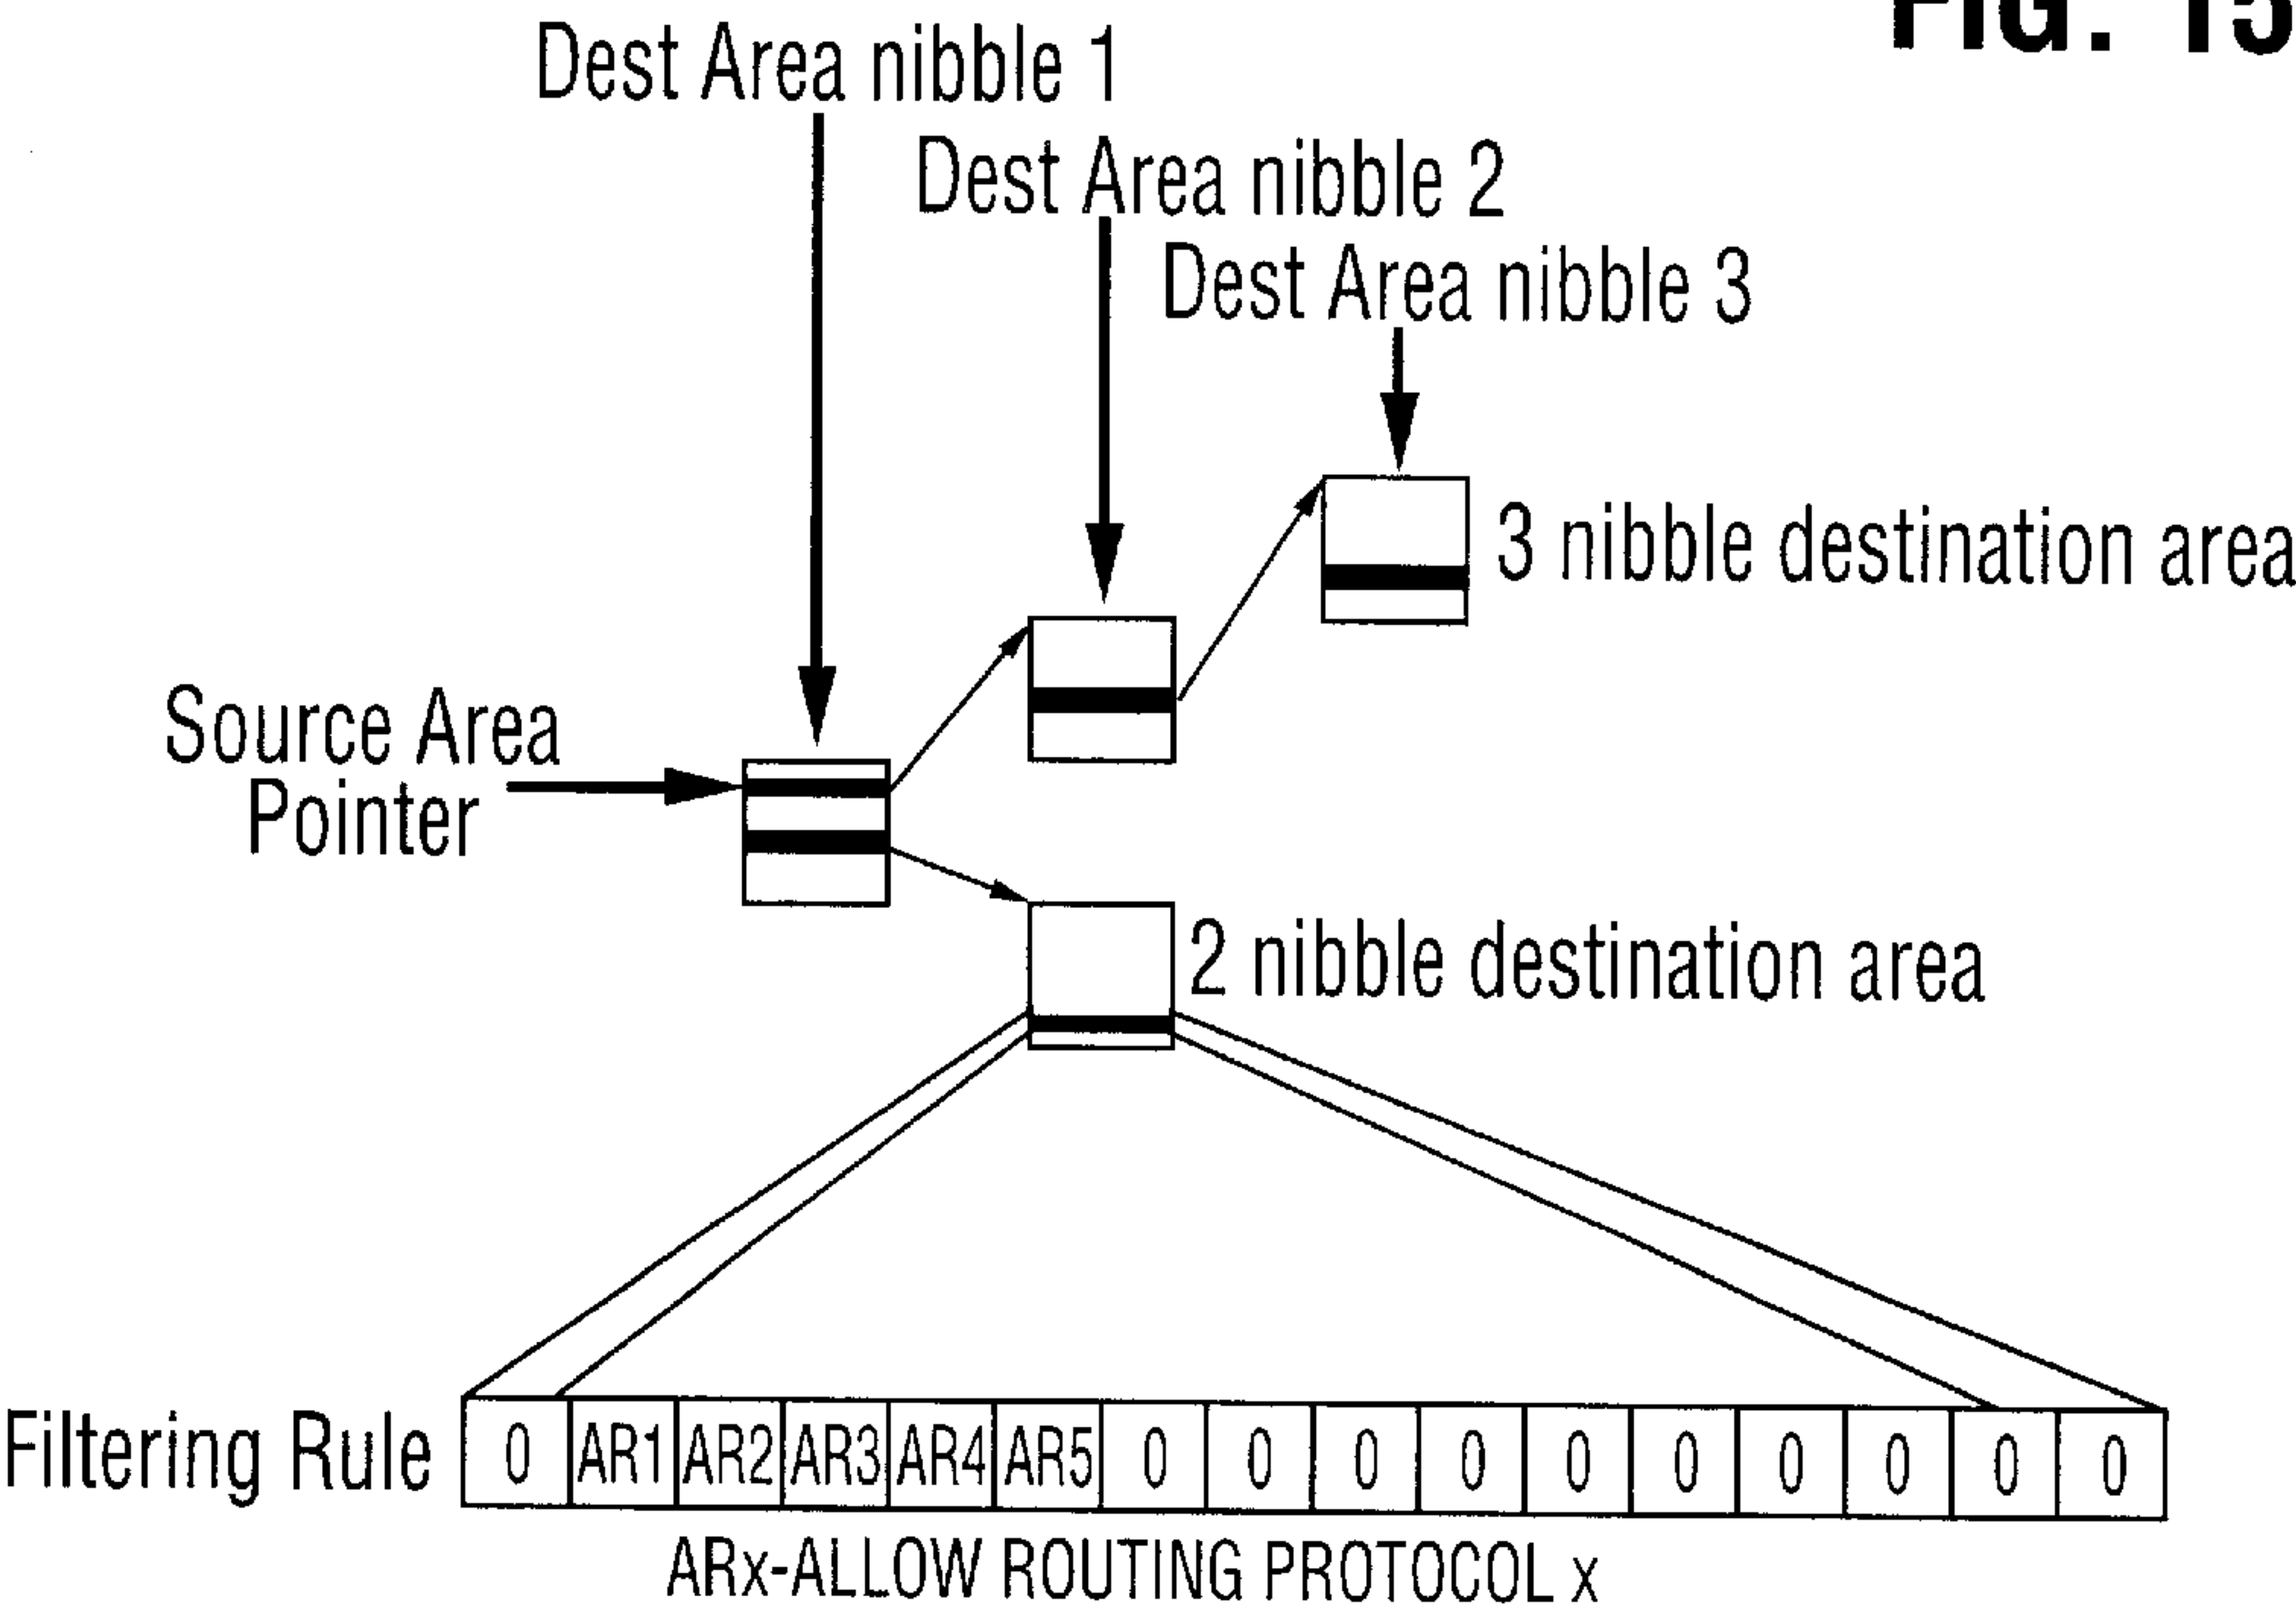 FIG. 15
Dest Area nibble 1
Dest Area nibble 2
Dest Area nibble 3
3 nibble destination area
Source Area
Pointer
2 nibble destination area
Filtering Rule
0 AR1 AR2 AR3 AR4 AR5 0 0 0 0 0 0 0 0 0 0
ARx-ALLOW ROUTING PROTOCOL x